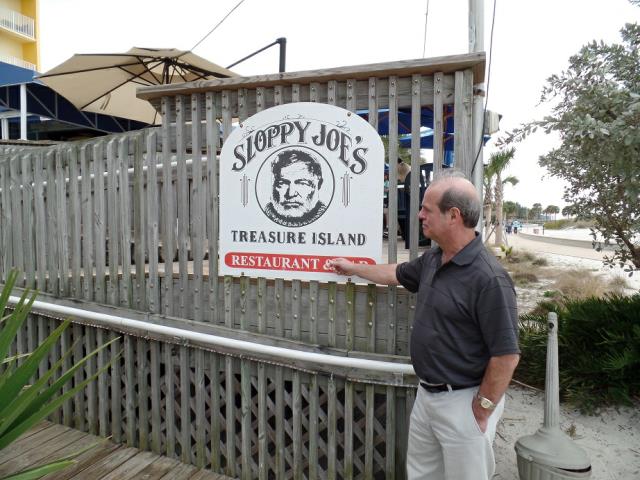 SLOPPY JOE'S
TREASURE ISLAND
RESTAURANT &